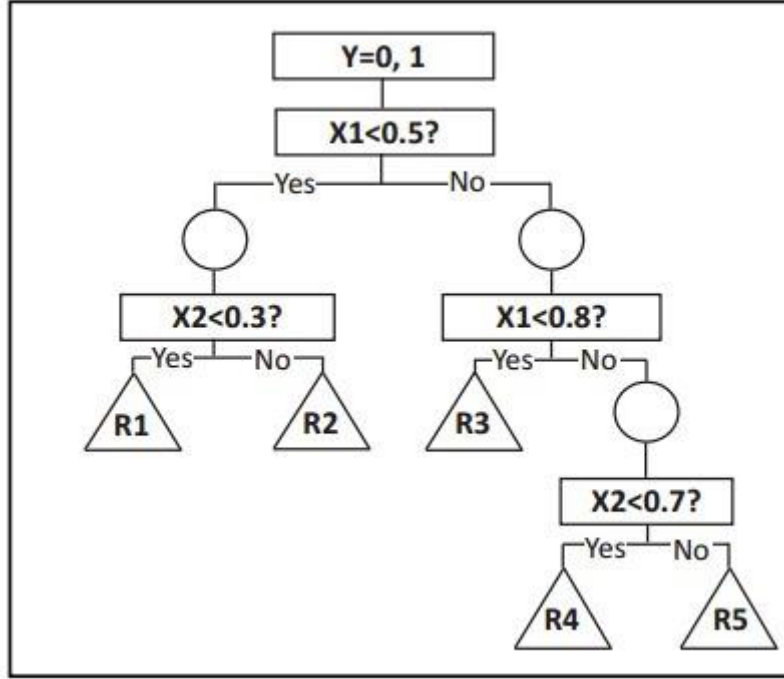 Y=0, 1
X1<0.5?
Yes No
X2<0.3? X1<0.8?
Yes No Yes No
R1 R2 R3
X2<0.7?
Yes No
R4 R5